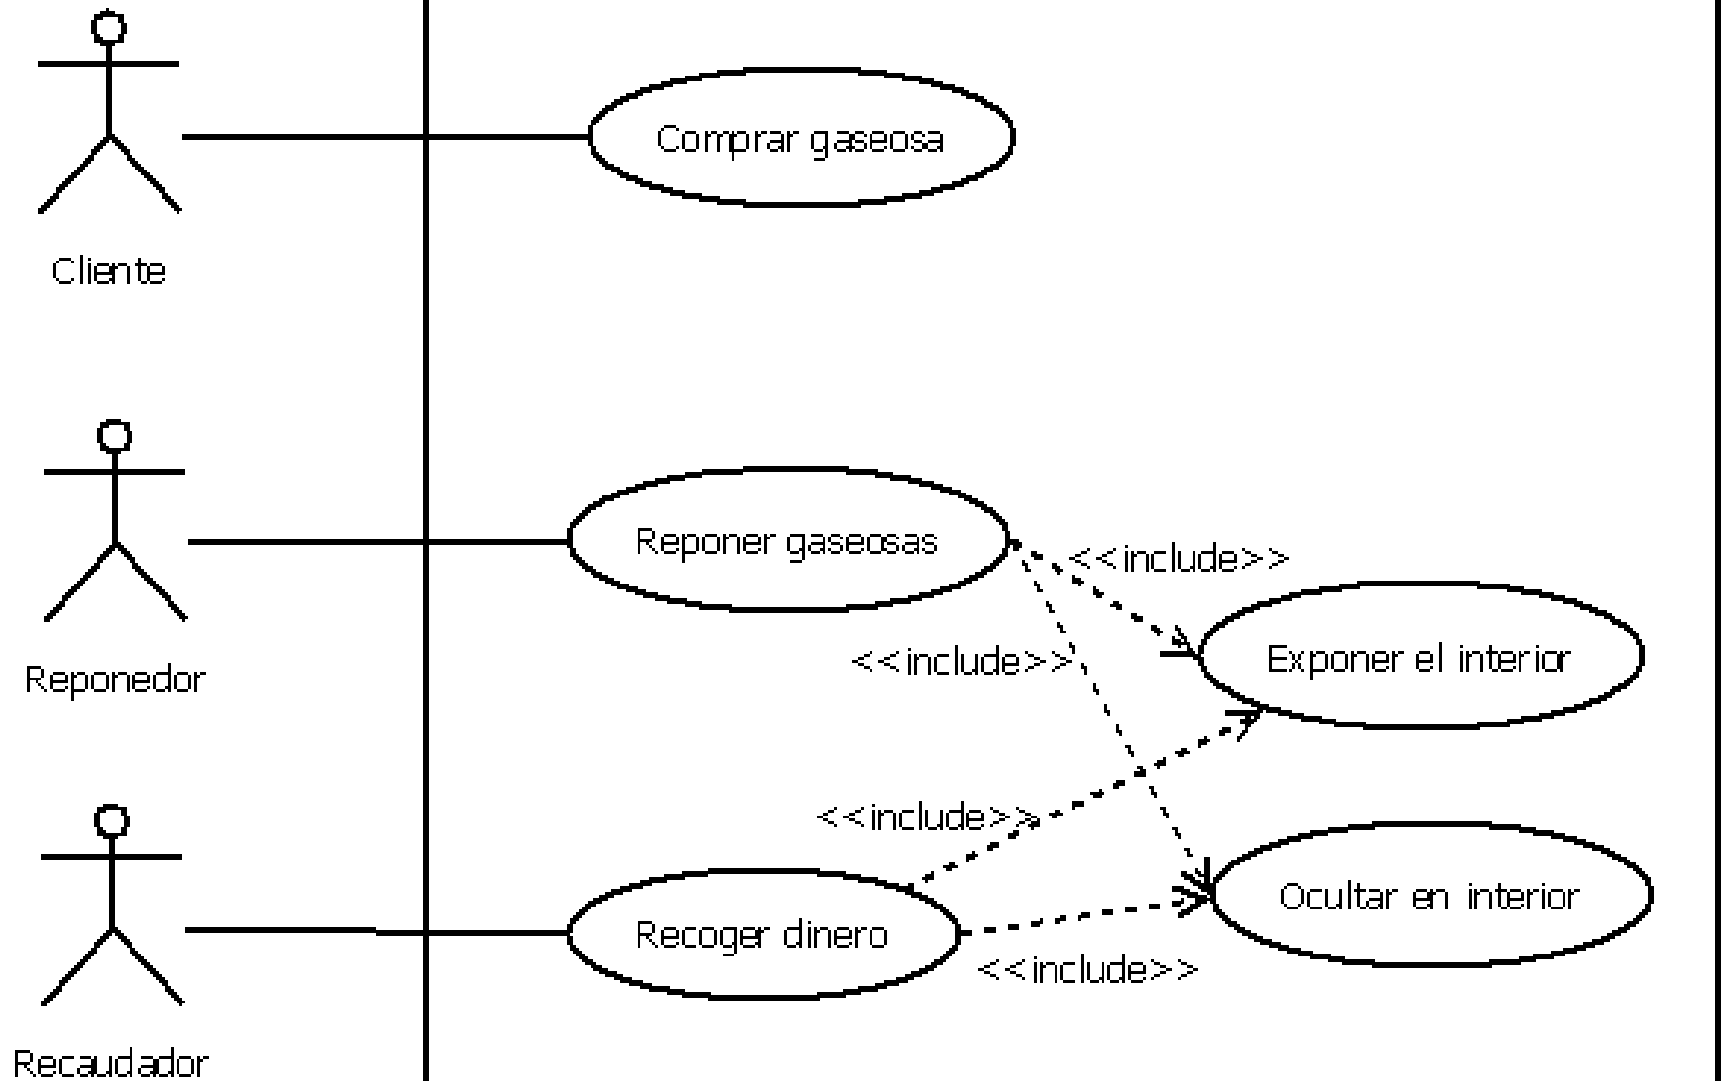 Comprar gaseosa
Cliente
Reponer gaseosas
<<include>>
<<include>>
Exponer el interior
Reponedor
<<include>>
Ocultar en interior
Recoger dinero
<<include>>
Recaudador